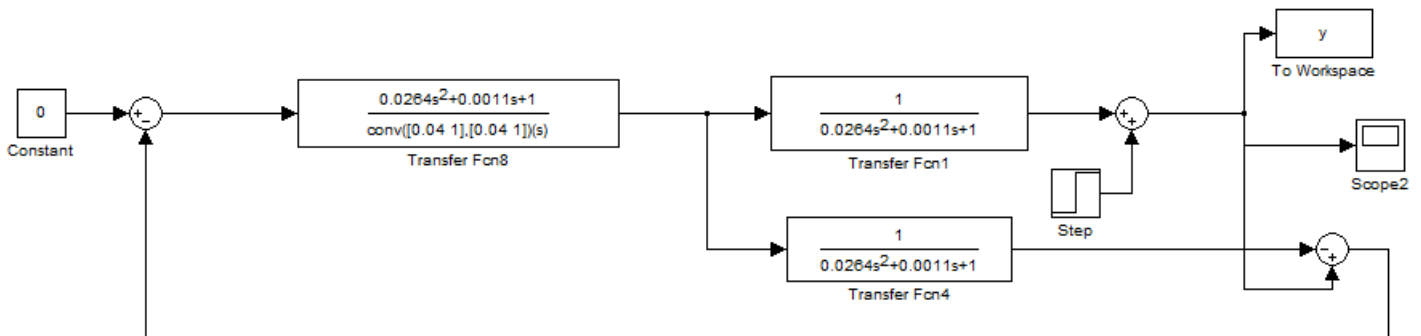 y
To Workspace
0
Constant
0.0264s²+0.0011s+1
conv([0.04 1],[0.04 1])(s)
Transfer Fcn8
1
0.0264s²+0.0011s+1
Transfer Fcn1
Scope2
Step
1
0.0264s²+0.0011s+1
Transfer Fcn4